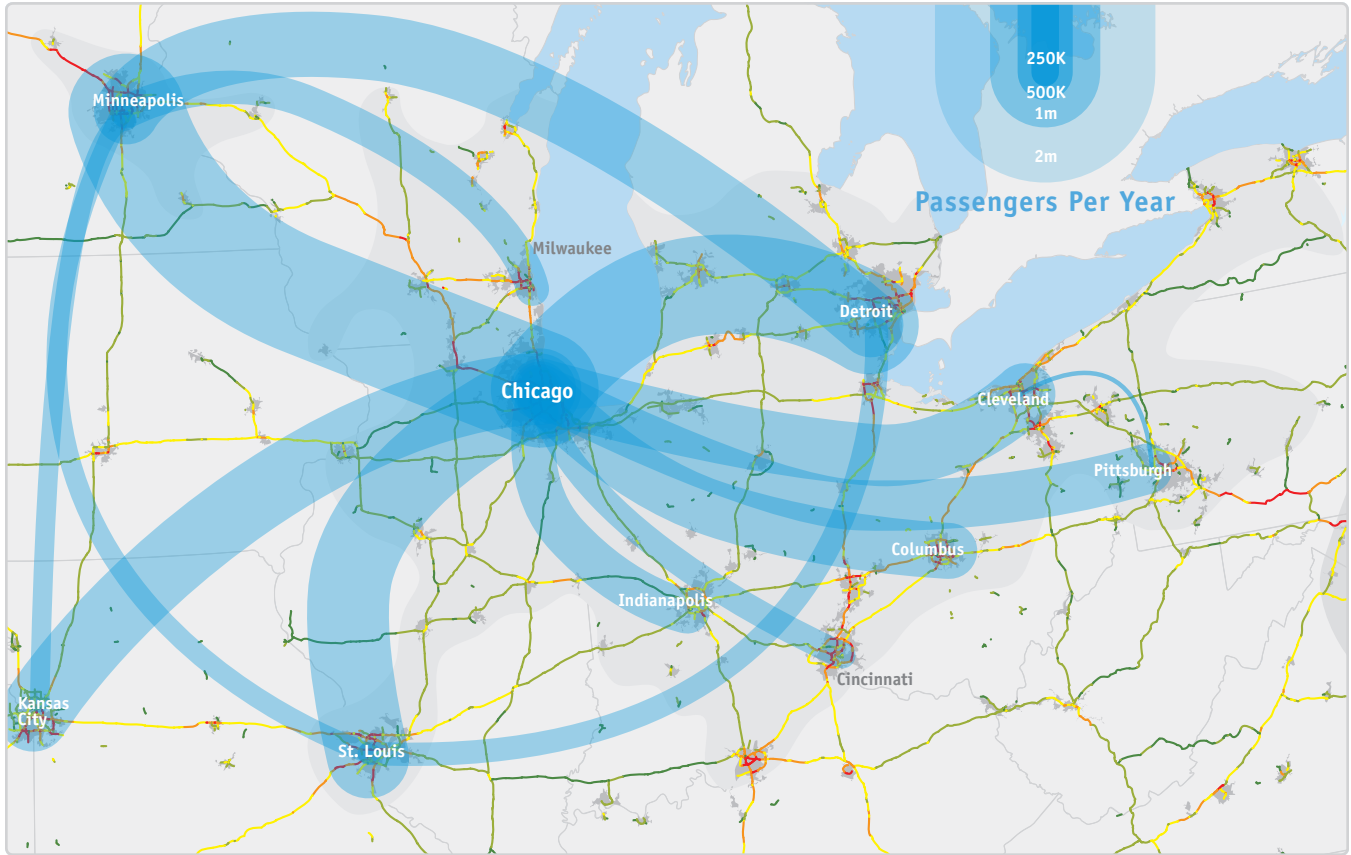 250K
500K
1m
2m
Passengers Per Year
Minneapolis
Milwaukee
Detroit
Chicago
Cleveland
Pittsburgh
Columbus
Indianapolis
Cincinnati
Kansas
City
St. Louis